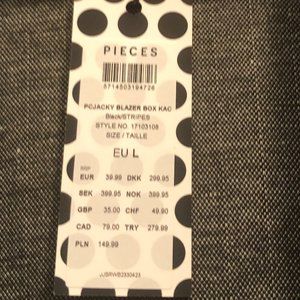 PIECES
5714503194726
PCJACKY BLAZER BOX KAC
Black/STRIPES
STYLE NO. 17103108
SIZE / TAILLE
EU L
RRP
EUR 39.99 DKK 299.95
SEK 399.95 NOK 399.95
GBP 35.00 CHF 49.90
CAD 79.00 TRY 279.99
PLN 149.99